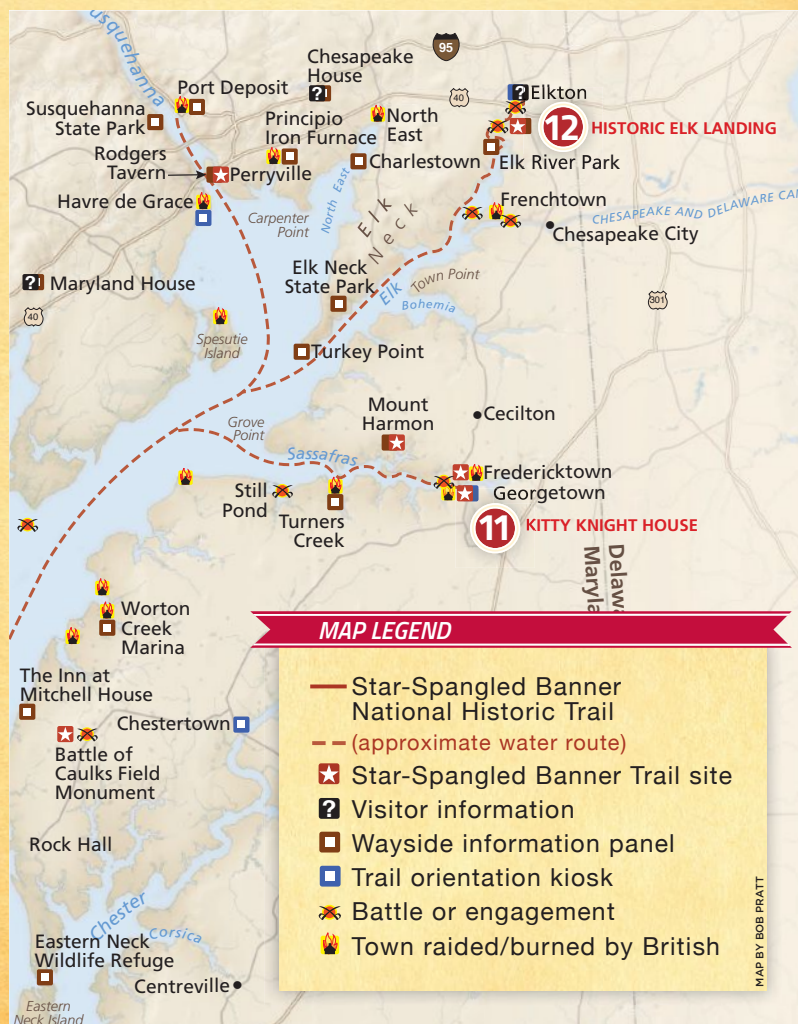 Susquehanna
95
Chesapeake
House
Port Deposit
40
Elkton
Susquehanna
State Park
Principio
Iron Furnace
North
East
12
HISTORIC ELK LANDING
Rodgers
Tavern
Perryville
Charlestown
Elk River Park
Havre de Grace
North East
Elk
Neck
Frenchtown
Carpenter
Point
CHESAPEAKE AND DELAWARE CAN
Chesapeake City
Maryland House
Elk Neck
State Park
Elk
Town Point
Bohemia
301
40
Spesutie
Island
Turkey Point
Mount
Harmon
Cecilton
Grove
Point
Sassafras
Fredericktown
Still
Pond
Georgetown
Turners
Creek
11
KITTY KNIGHT HOUSE
Delawa
Maryla
Worton
Creek
Marina
MAP LEGEND
The Inn at
Mitchell House
Star-Spangled Banner
National Historic Trail
Chestertown
(approximate water route)
Battle of
Caulks Field
Monument
Star-Spangled Banner Trail site
? Visitor information
Rock Hall
Wayside information panel
Trail orientation kiosk
Chester
Battle or engagement
Corsica
Eastern Neck
Wildlife Refuge
Town raided/burned by British
Centreville
Eastern
Neck Island
MAP BY BOB PRATT